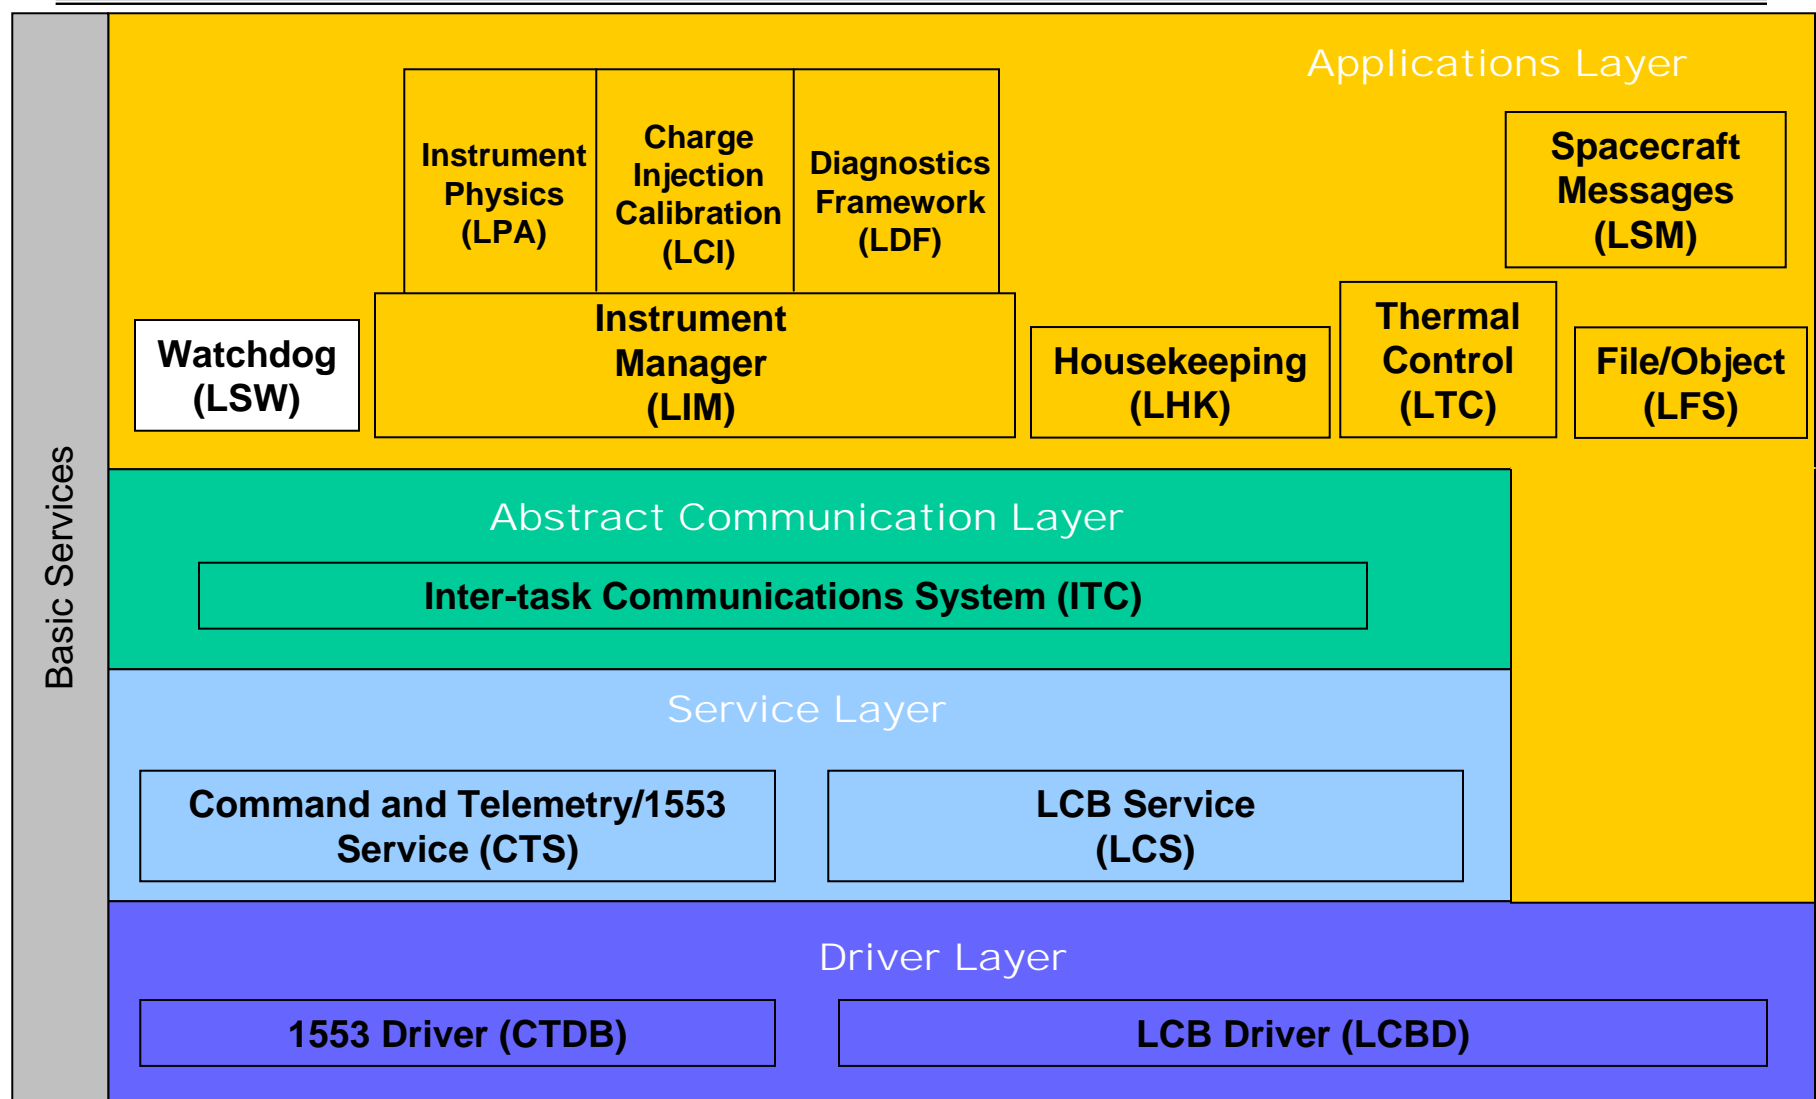 Applications Layer
Instrument
Physics
(LPA)
Charge
Injection
Calibration
(LCI)
Diagnostics
Framework
(LDF)
Spacecraft
Messages
(LSM)
Watchdog
(LSW)
Instrument
Manager
(LIM)
Housekeeping
(LHK)
Thermal
Control
(LTC)
File/Object
(LFS)
Basic Services
Abstract Communication Layer
Inter-task Communications System (ITC)
Service Layer
Command and Telemetry/1553
Service (CTS)
LCB Service
(LCS)
Driver Layer
1553 Driver (CTDB)
LCB Driver (LCBD)